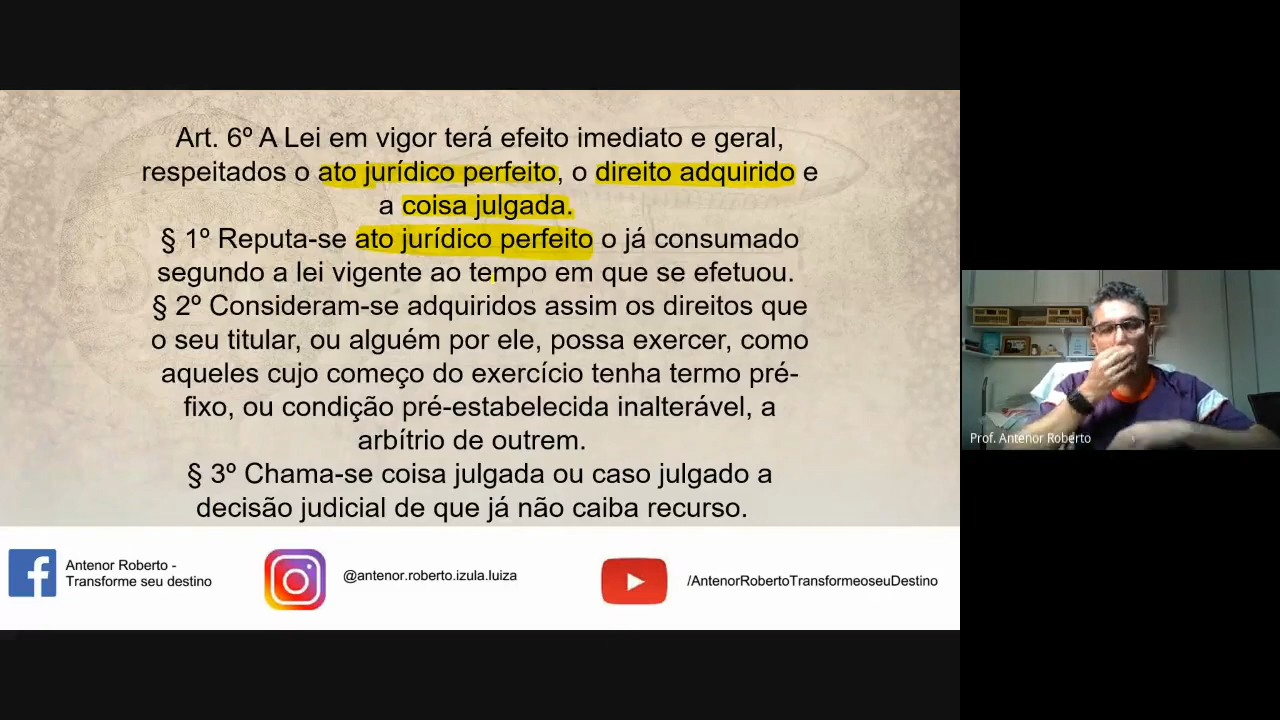 Art. 6º A Lei em vigor terá efeito imediato e geral,
respeitados o ato jurídico perfeito, o direito adquirido e
a coisa julgada.
§ 1º Reputa-se ato jurídico perfeito o já consumado
segundo a lei vigente ao tempo em que se efetuou.
§ 2º Consideram-se adquiridos assim os direitos que
o seu titular, ou alguém por ele, possa exercer, como
aqueles cujo começo do exercício tenha termo pré-
fixo, ou condição pré-estabelecida inalterável, a
arbítrio de outrem.
§ 3º Chama-se coisa julgada ou caso julgado a
decisão judicial de que já não caiba recurso.
Antenor Roberto -
Transforme seu destino
@antenor.roberto.izula.luiza
/AntenorRobertoTransformeoseuDestino
Prof. Antenor Roberto